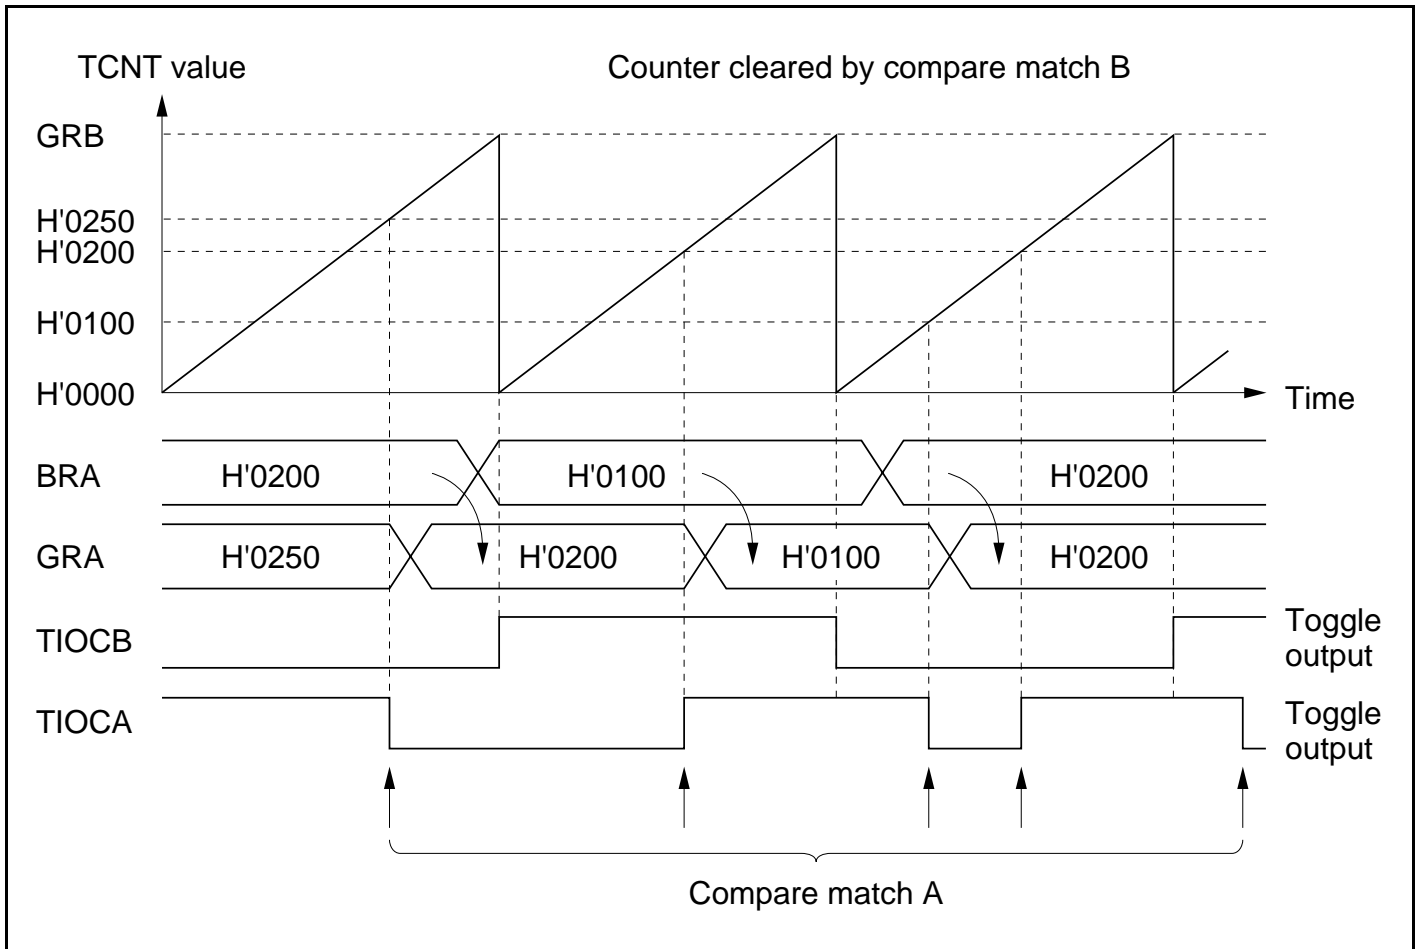 TCNT value
Counter cleared by compare match B
GRB
H'0250
H'0200
H'0100
H'0000
Time
BRA
H'0200
H'0100
H'0200
GRA
H'0250
H'0200
H'0100
H'0200
TIOCB
Toggle
output
TIOCA
Toggle
output
Compare match A